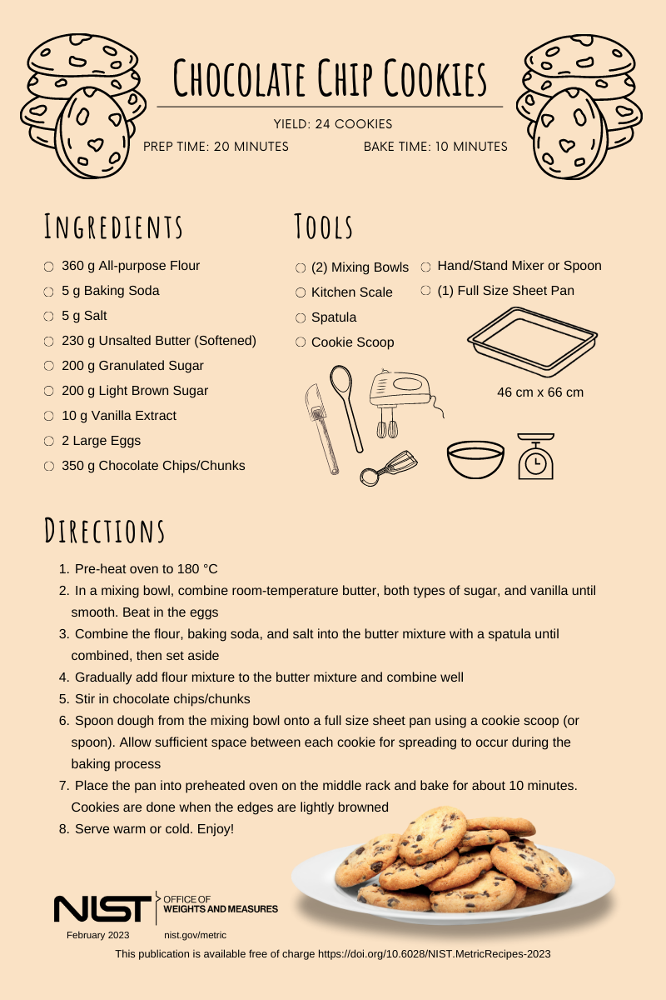 Chocolate Chip Cookies
YIELD: 24 COOKIES
PREP TIME: 20 MINUTES
BAKE TIME: 10 MINUTES
Ingredients
360 g All-purpose Flour
5 g Baking Soda
5 g Salt
230 g Unsalted Butter (Softened)
200 g Granulated Sugar
200 g Light Brown Sugar
10 g Vanilla Extract
2 Large Eggs
350 g Chocolate Chips/Chunks
Tools
(2) Mixing Bowls
Kitchen Scale
Spatula
Cookie Scoop
Hand/Stand Mixer or Spoon
(1) Full Size Sheet Pan
46 cm x 66 cm
Directions
1. Pre-heat oven to 180 °C
2. In a mixing bowl, combine room-temperature butter, both types of sugar, and vanilla until
smooth. Beat in the eggs
3. Combine the flour, baking soda, and salt into the butter mixture with a spatula until
combined, then set aside
4. Gradually add flour mixture to the butter mixture and combine well
5. Stir in chocolate chips/chunks
6. Spoon dough from the mixing bowl onto a full size sheet pan using a cookie scoop (or
spoon). Allow sufficient space between each cookie for spreading to occur during the
baking process
7. Place the pan into preheated oven on the middle rack and bake for about 10 minutes.
Cookies are done when the edges are lightly browned
8. Serve warm or cold. Enjoy!
NIST
OFFICE OF
WEIGHTS AND MEASURES
February 2023
nist.gov/metric
This publication is available free of charge https://doi.org/10.6028/NIST.MetricRecipes-2023